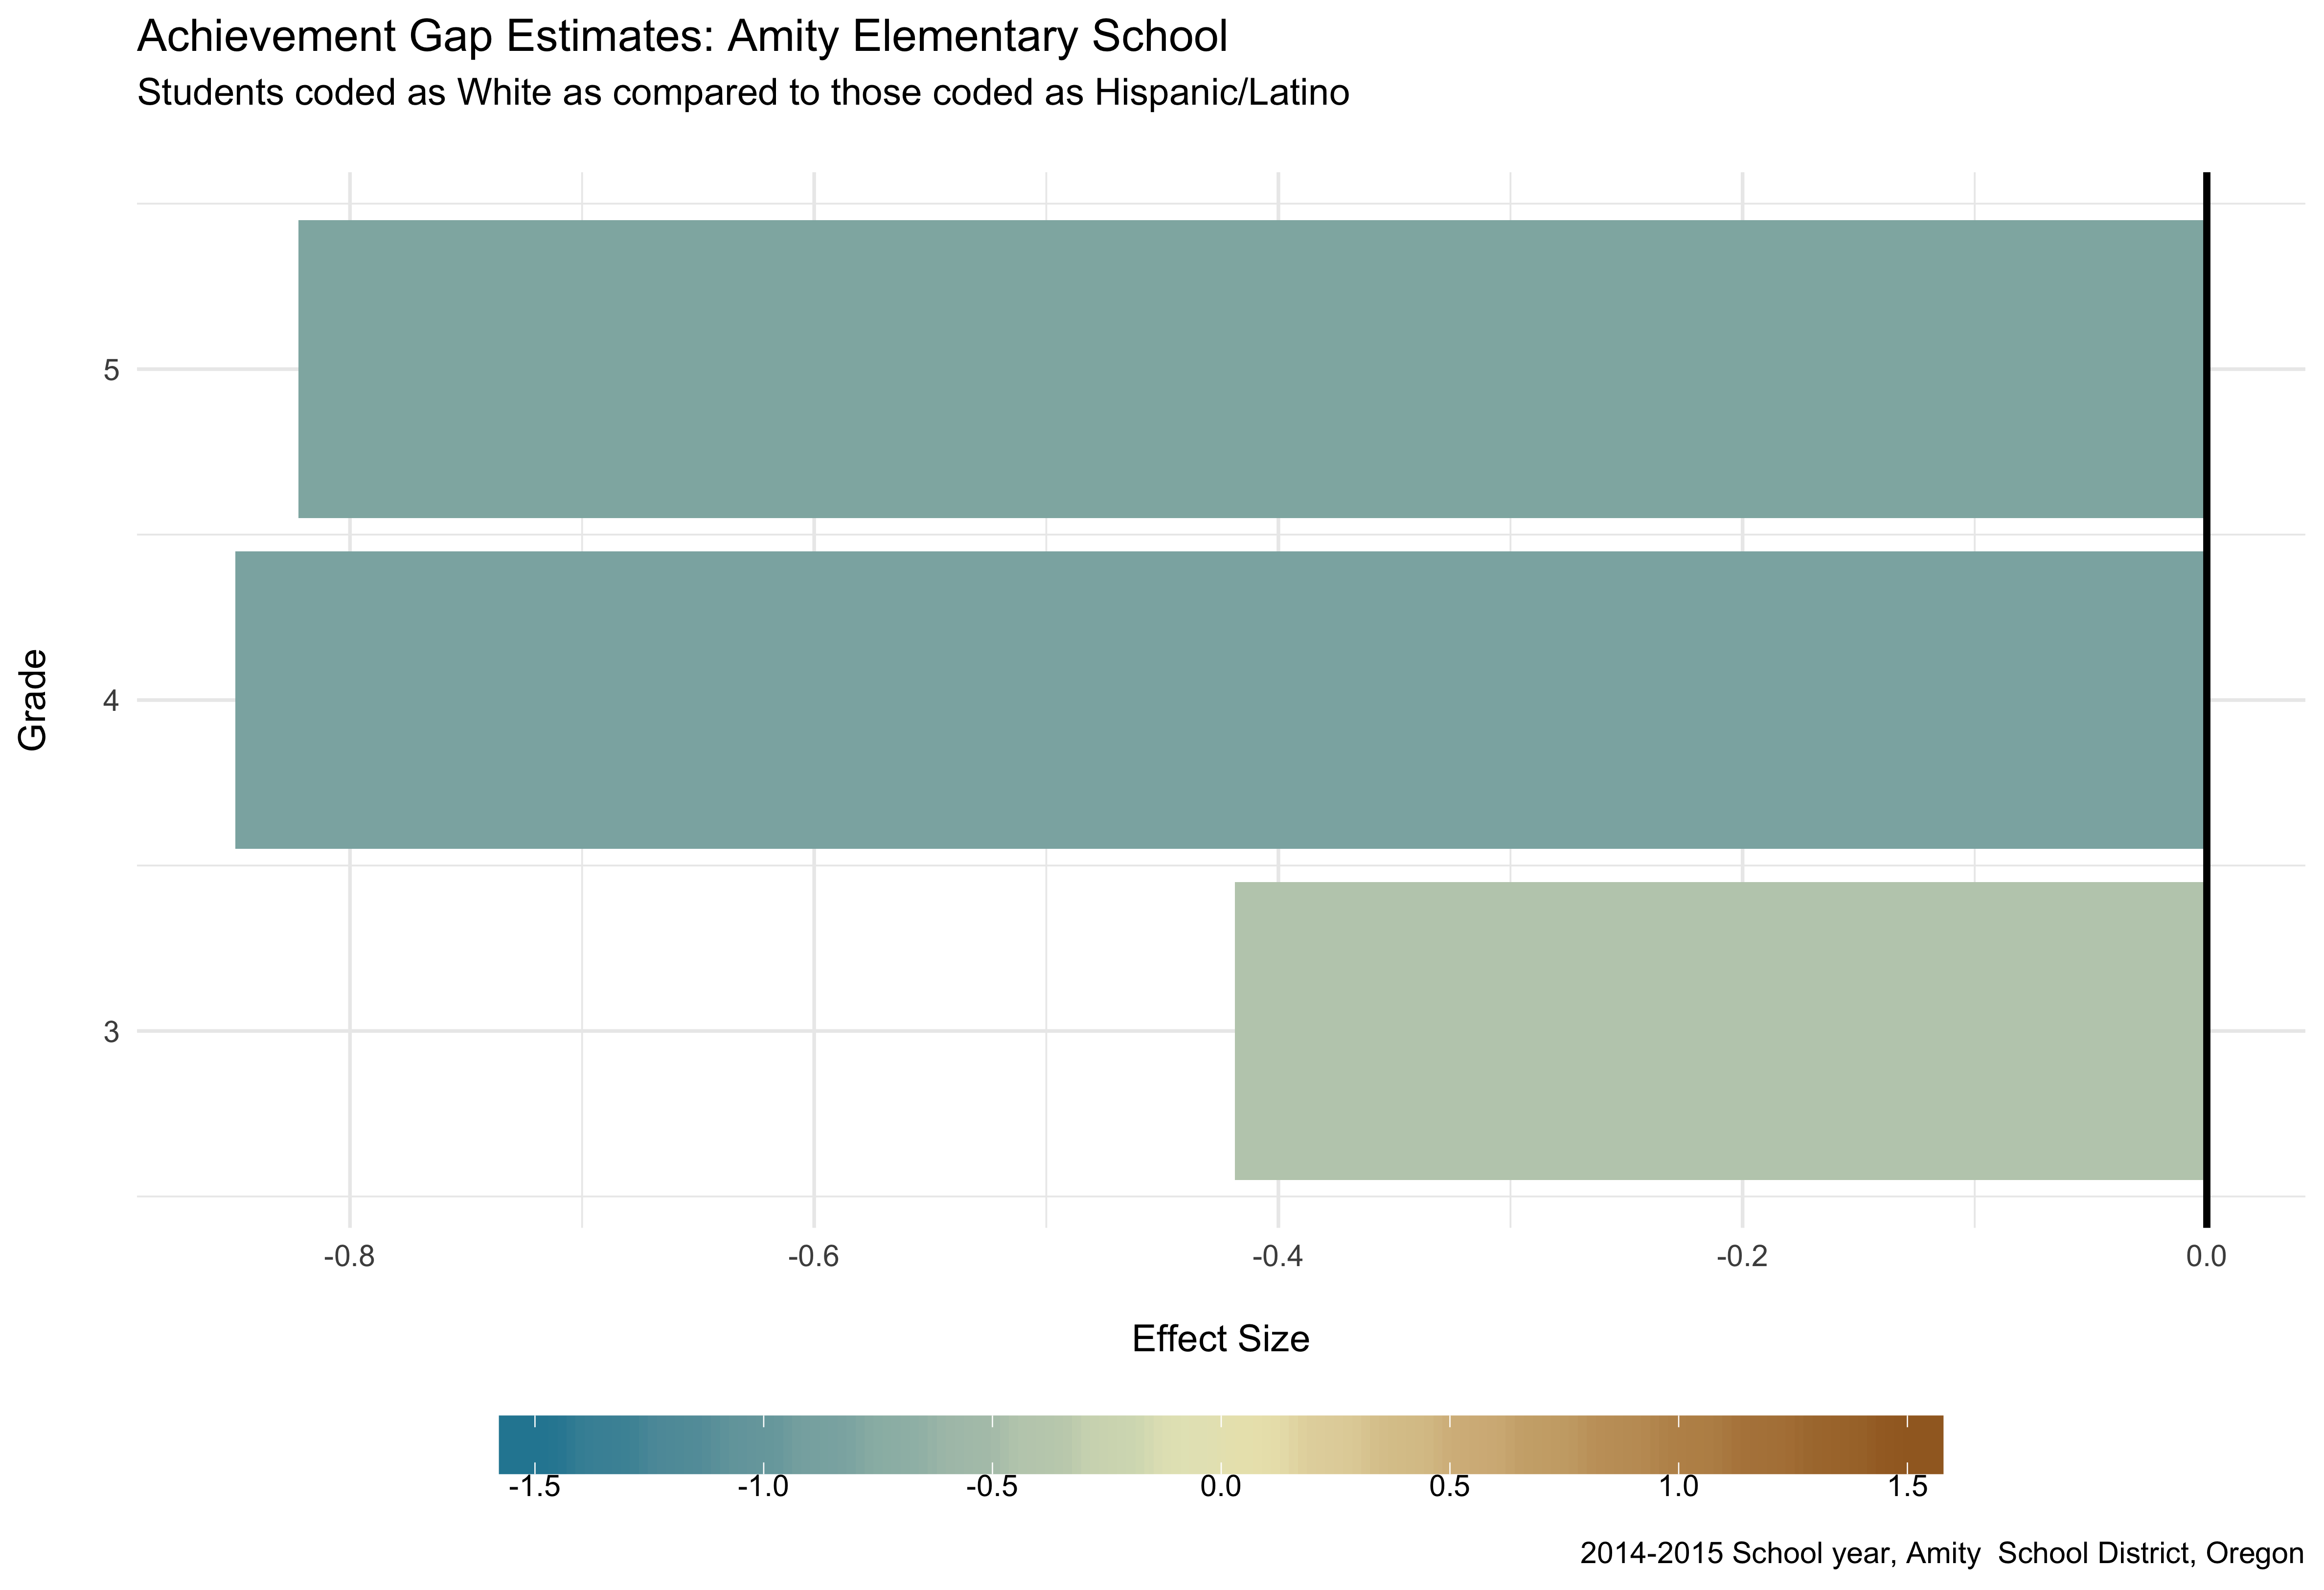 Achievement Gap Estimates: Amity Elementary School
Students coded as White as compared to those coded as Hispanic/Latino
5
4
3
Grade
-0.8 -0.6 -0.4 -0.2 0.0
Effect Size
-1.5 -1.0 -0.5 0.0 0.5 1.0 1.5
2014-2015 School year, Amity  School District, Oregon